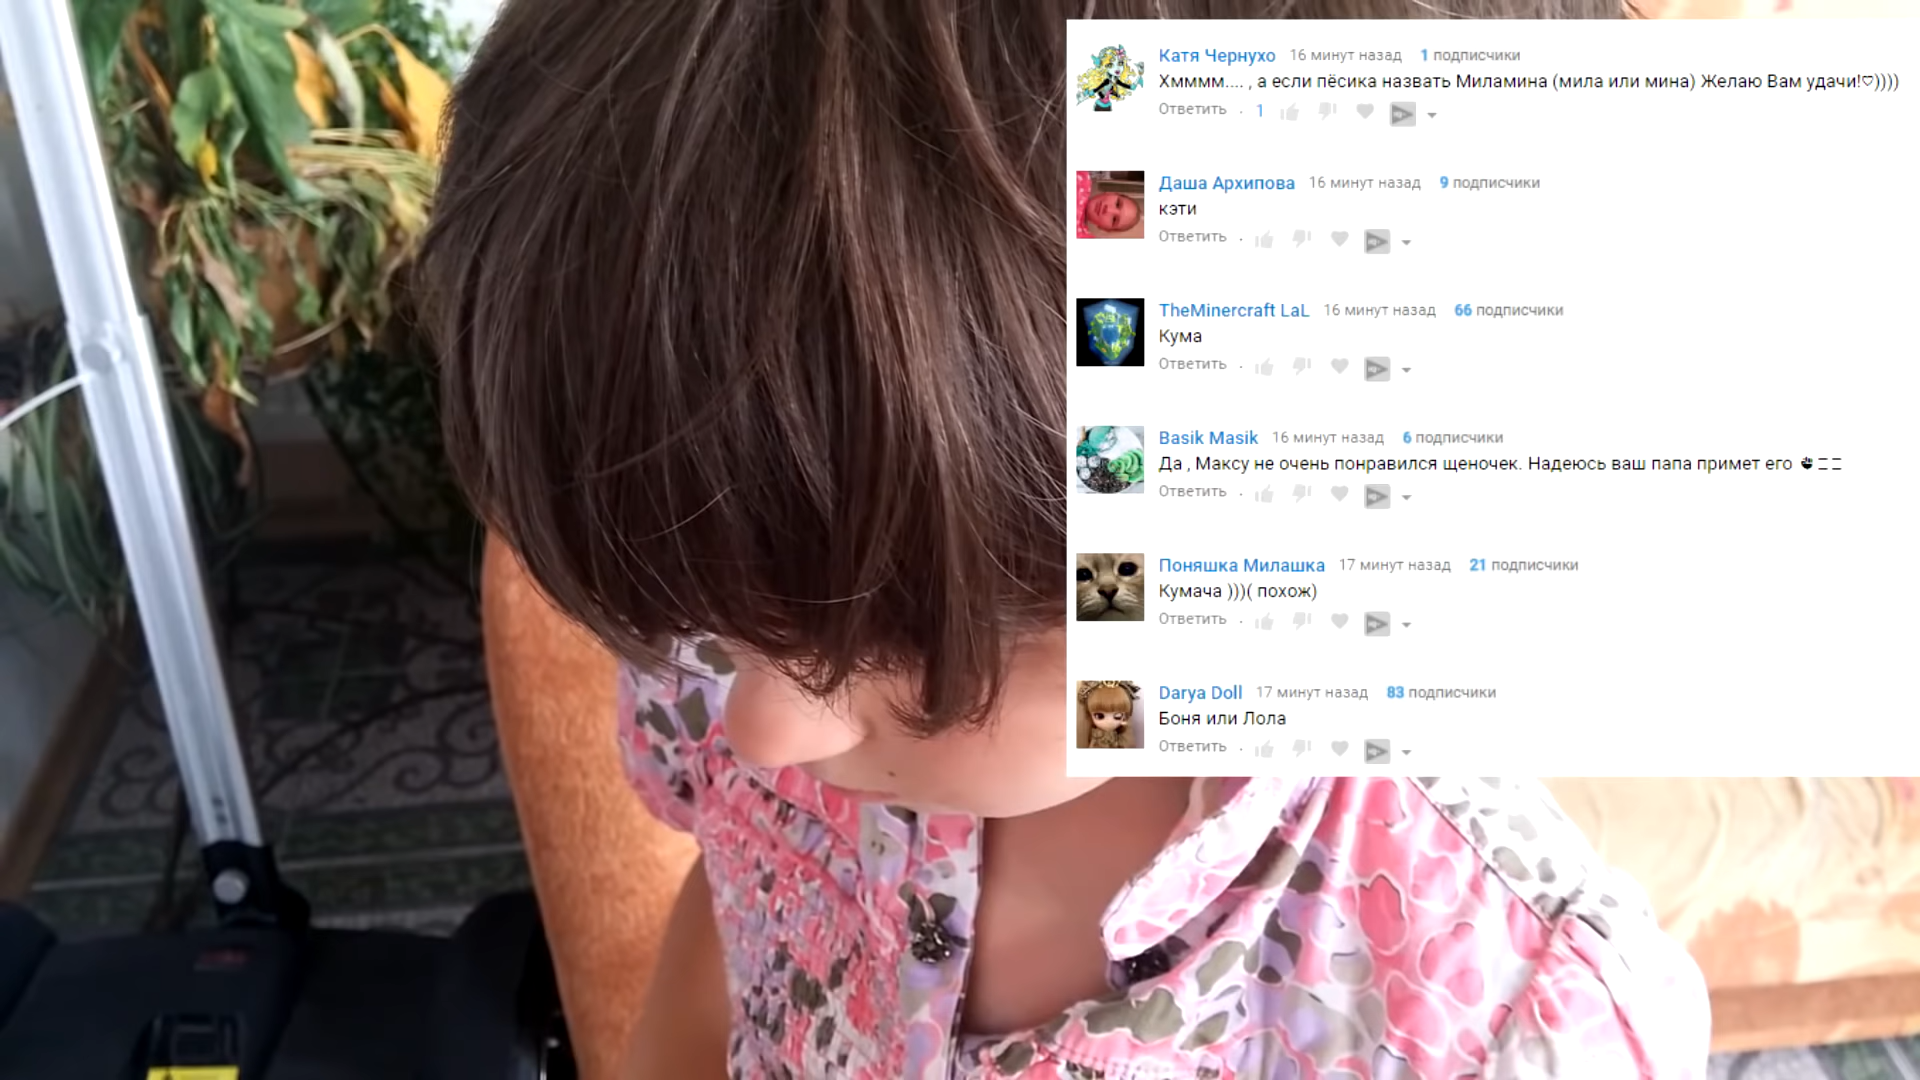 Катя Чернухо 16 минут назад 1 подписчики
Хмммм.... , а если пёсика назвать Миламина (мила или мина) Желаю Вам удачи!♡))))
Ответить · 1
Даша Архипова 16 минут назад 9 подписчики
кэти
Ответить ·
TheMinercraft LaL 16 минут назад 66 подписчики
Кума
Ответить ·
Basik Masik 16 минут назад 6 подписчики
Да , Максу не очень понравился щеночек. Надеюсь ваш папа примет его
Ответить ·
Поняшка Милашка 17 минут назад 21 подписчики
Кумача )))( похож)
Ответить ·
Darya Doll 17 минут назад 83 подписчики
Боня или Лола
Ответить ·